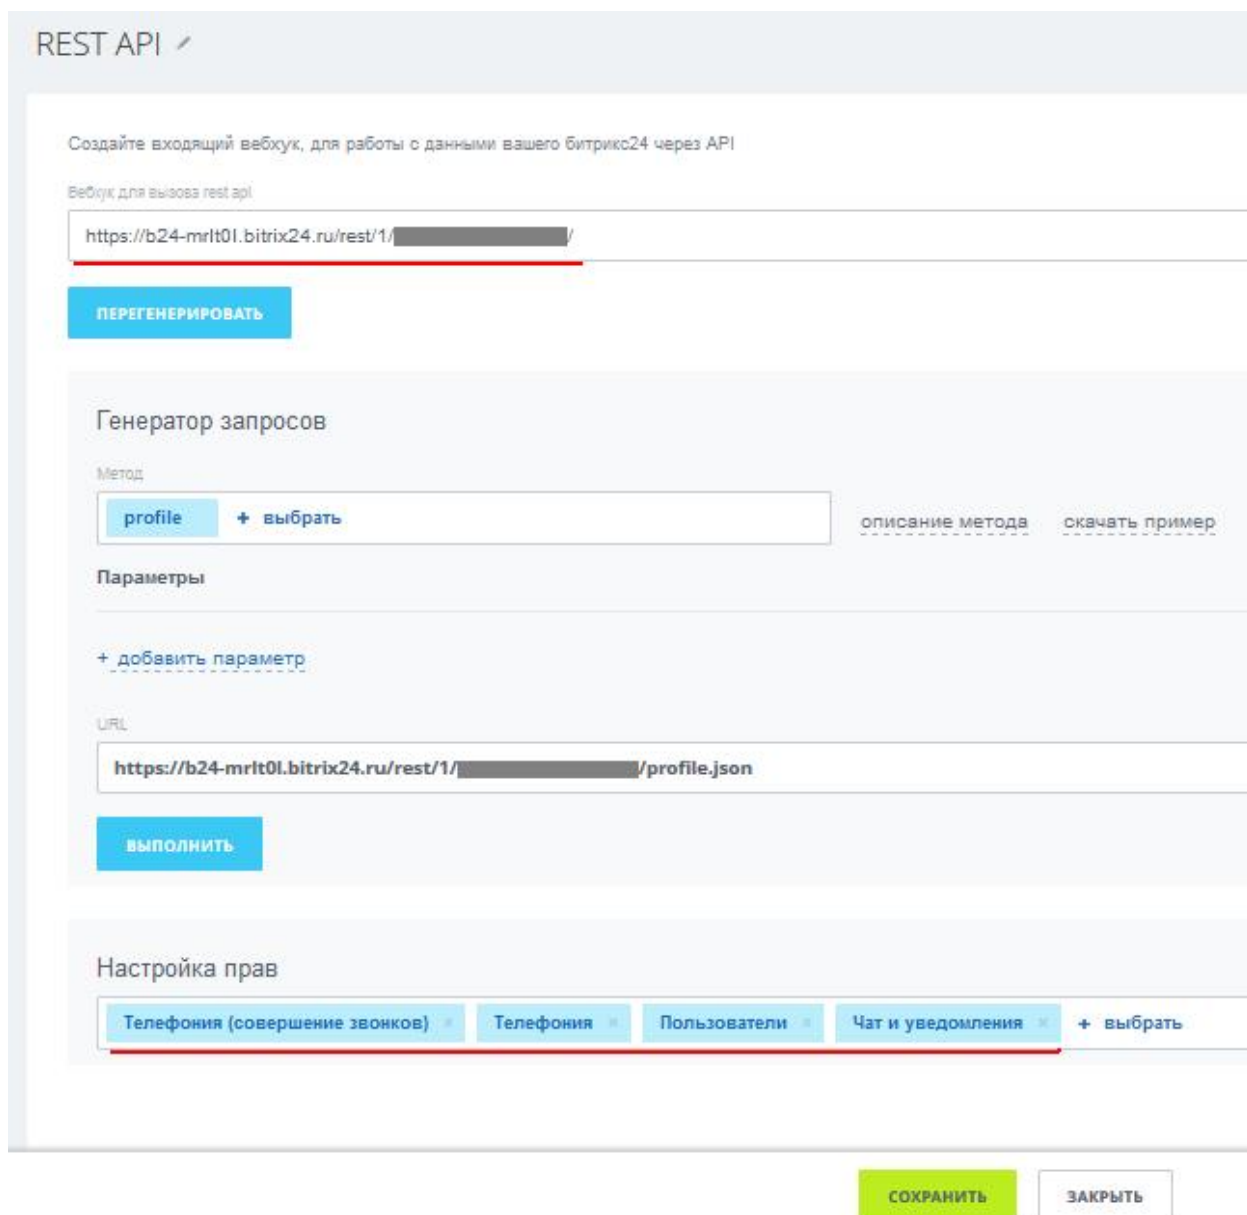 REST API
Создайте входящий вебхук, для работы с данными вашего битрикс24 через API
Вебхук для вызова rest api
https://b24-mrlt0l.bitrix24.ru/rest/1/ /
ПЕРЕГЕНЕРИРОВАТЬ
Генератор запросов
Метод
profile + выбрать описание метода скачать пример
Параметры
+ добавить параметр
URL
https://b24-mrlt0l.bitrix24.ru/rest/1/ /profile.json
ВЫПОЛНИТЬ
Настройка прав
Телефония (совершение звонков) × Телефония × Пользователи × Чат и уведомления × + выбрать
СОХРАНИТЬ ЗАКРЫТЬ